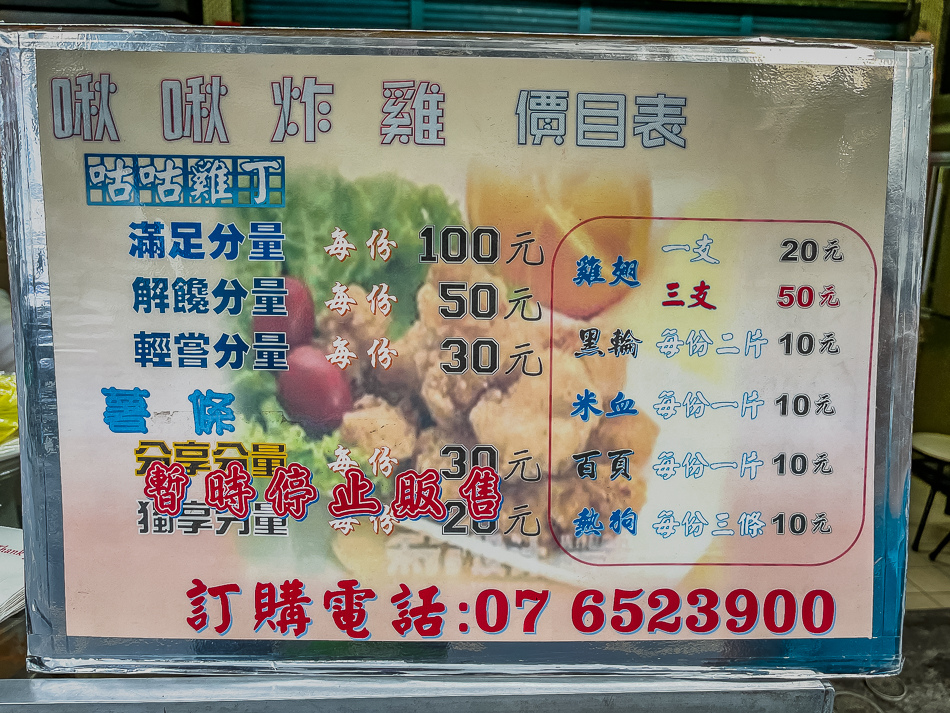 啾啾炸雞 價目表
咕咕雞丁
滿足分量 每份 100元
解饞分量 每份 50元
輕嘗分量 每份 30元
薯條
分享分量 每份 30元
暫時停止販售
獨享分量 每份 20元
雞翅 一支 20元
三支 50元
黑輪 每份二片 10元
米血 每份一片 10元
百頁 每份一片 10元
熱狗 每份三條 10元
訂購電話:07 6523900